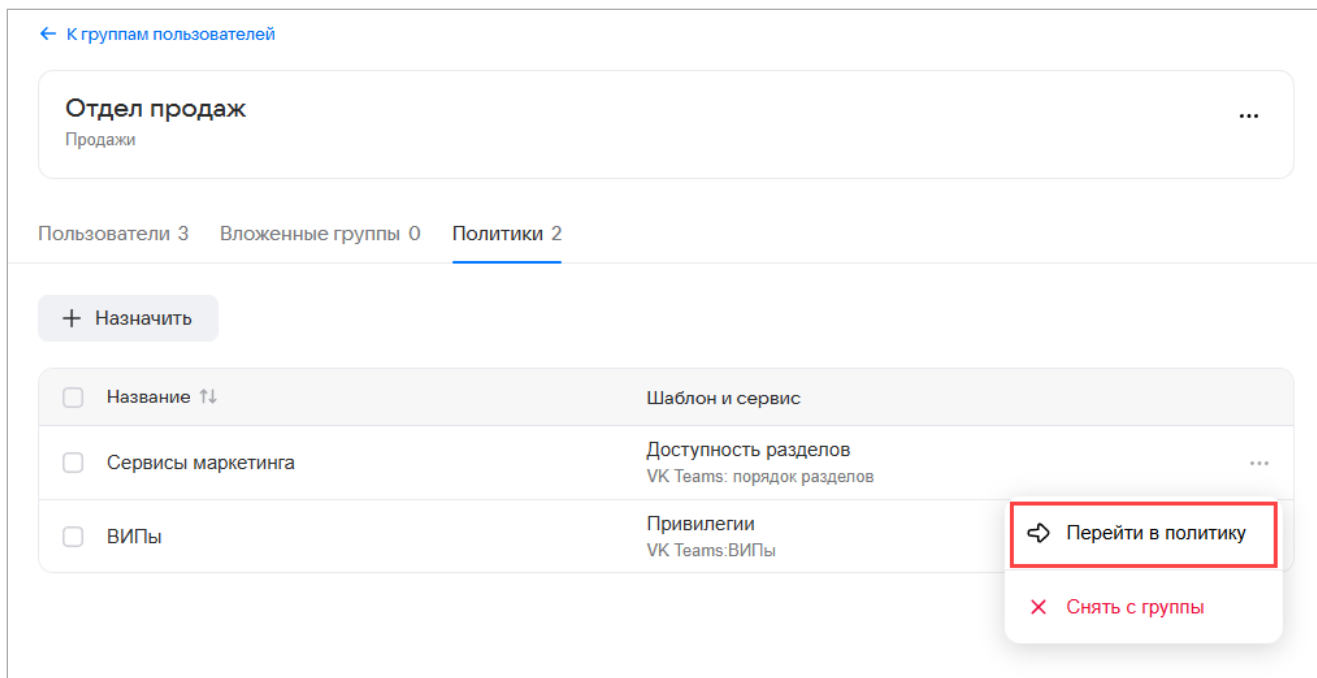 К группам пользователей
Отдел продаж
Продажи
Пользователи 3 Вложенные группы 0 Политики 2
Назначить
Название Шаблон и сервис
Сервисы маркетинга Доступность разделов
VK Teams: порядок разделов
ВИПы Привилегии
VK Teams:ВИПы
Перейти в политику
Снять с группы